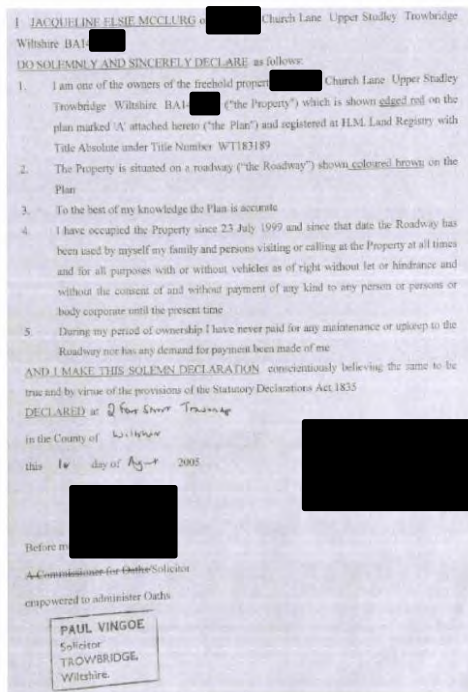 I JACQUELINE ELSIE MCCLURG o Church Lane Upper Studley Trowbridge
Wiltshire BA14
DO SOLEMNLY AND SINCERELY DECLARE as follows:
1. I am one of the owners of the freehold propert Church Lane Upper Studley
Trowbridge Wiltshire BA14 ("the Property") which is shown edged red on the
plan marked 'A' attached hereto ("the Plan") and registered at H.M. Land Registry with
Title Absolute under Title Number WT183189
2. The Property is situated on a roadway ("the Roadway") shown coloured brown on the
Plan
3. To the best of my knowledge the Plan is accurate
4. I have occupied the Property since 23 July 1999 and since that date the Roadway has
been used by myself my family and persons visiting or calling at the Property at all times
and for all purposes with or without vehicles as of right without let or hindrance and
without the consent of and without payment of any kind to any person or persons or
body corporate until the present time
5. During my period of ownership I have never paid for any maintenance or upkeep to the
Roadway nor has any demand for payment been made of me
AND I MAKE THIS SOLEMN DECLARATION conscientiously believing the same to be
true and by virtue of the provisions of the Statutory Declarations Act 1835
DECLARED at 2 Fore Street Trowbridge
in the County of Wiltshire
this day of August 2005
Before m
A Commissioner for Oaths/Solicitor
empowered to administer Oaths
PAUL VINGOE
Solicitor
TROWBRIDGE,
Wiltshire.